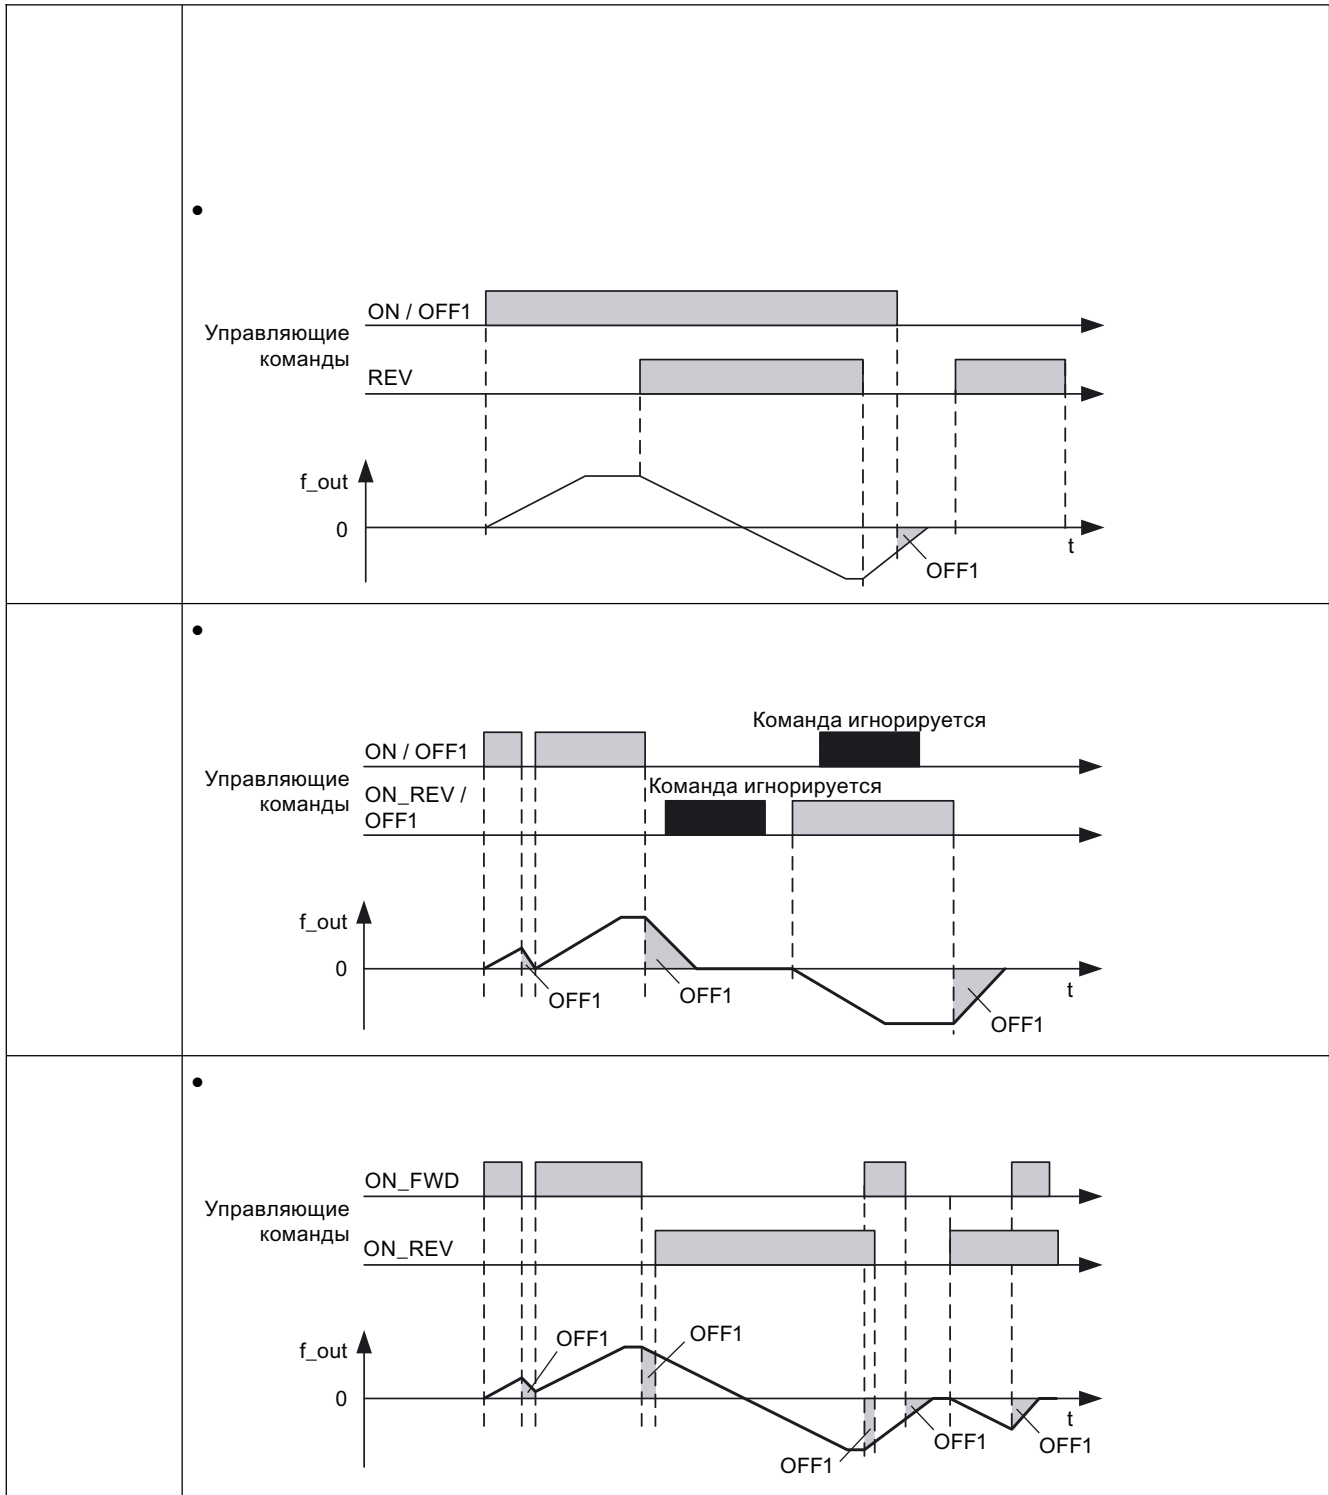 ON / OFF1
Управляющие
команды
REV
f_out
0
t
OFF1
Команда игнорируется
ON / OFF1
Управляющие
команды
Команда игнорируется
ON_REV /
OFF1
f_out
0
t
OFF1
OFF1
OFF1
ON_FWD
Управляющие
команды
ON_REV
OFF1
OFF1
f_out
0
t
OFF1
OFF1
OFF1